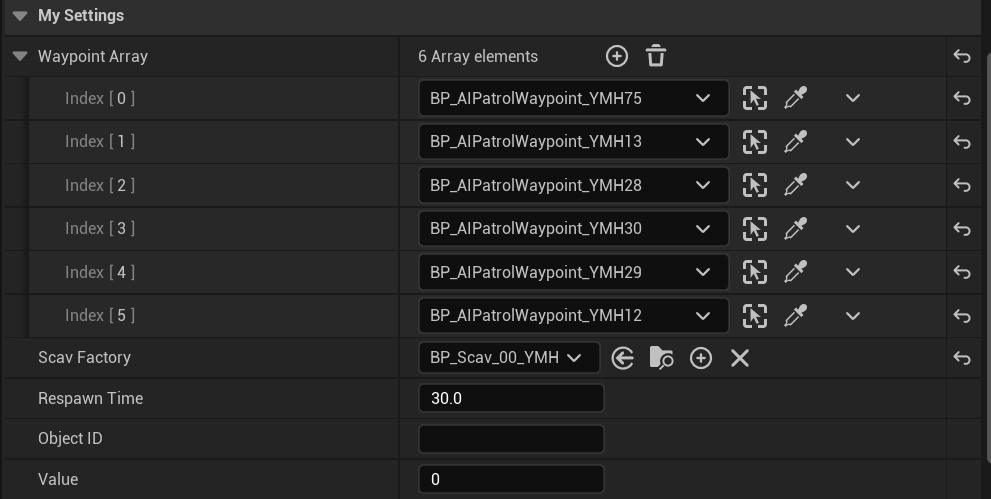 My Settings
Waypoint Array 6 Array elements
Index [ 0 ] BP_AIPatrolWaypoint_YMH75
Index [ 1 ] BP_AIPatrolWaypoint_YMH13
Index [ 2 ] BP_AIPatrolWaypoint_YMH28
Index [ 3 ] BP_AIPatrolWaypoint_YMH30
Index [ 4 ] BP_AIPatrolWaypoint_YMH29
Index [ 5 ] BP_AIPatrolWaypoint_YMH12
Scav Factory BP_Scav_00_YMH
Respawn Time 30.0
Object ID
Value 0